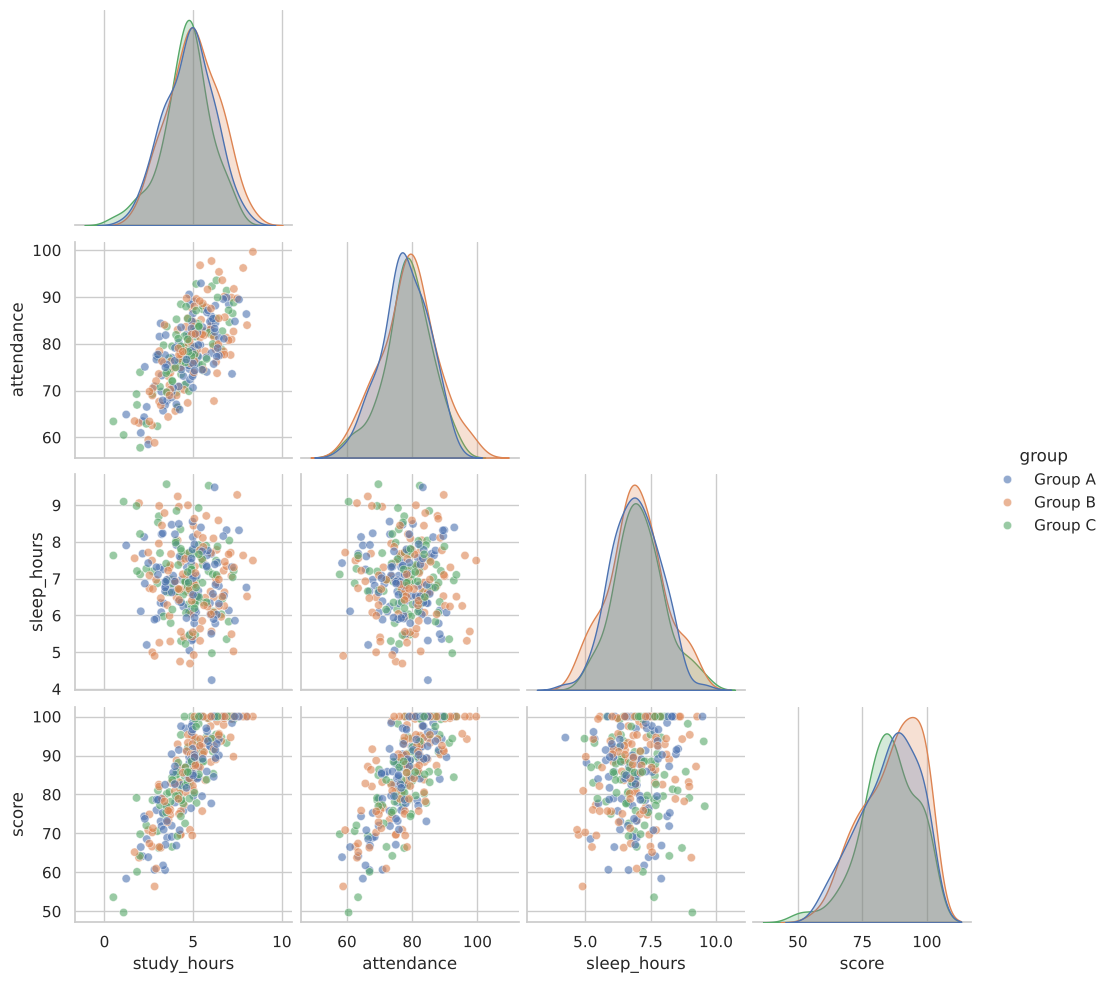 100
90
80
70
60
attendance
9
8
7
6
5
4
sleep_hours
100
90
80
70
60
50
score
0 5 10
study_hours
60 80 100
attendance
5.0 7.5 10.0
sleep_hours
50 75 100
score
group
Group A
Group B
Group C